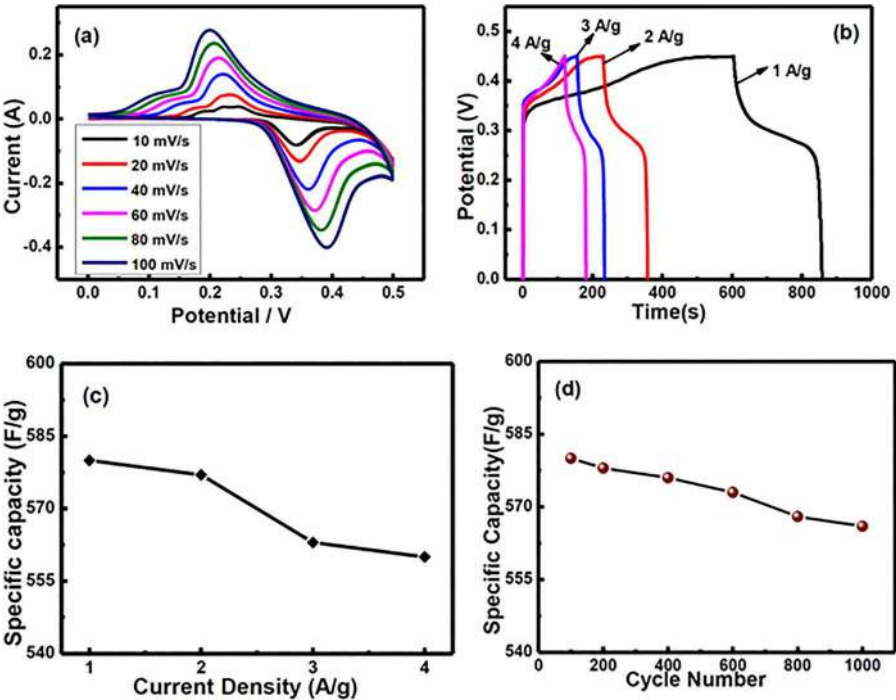 (a)
0.2
0.0
-0.2
-0.4
Current (A)
10 mV/s
20 mV/s
40 mV/s
60 mV/s
80 mV/s
100 mV/s
0.0 0.1 0.2 0.3 0.4 0.5
Potential / V
(b)
4 A/g
3 A/g
2 A/g
1 A/g
0.5
0.4
0.3
0.2
0.1
0.0
Potential (V)
0 200 400 600 800 1000
Time(s)
(c)
600
585
570
555
540
Specific capacity (F/g)
1 2 3 4
Current Density (A/g)
(d)
600
585
570
555
540
Specific Capacity(F/g)
0 200 400 600 800 1000
Cycle Number